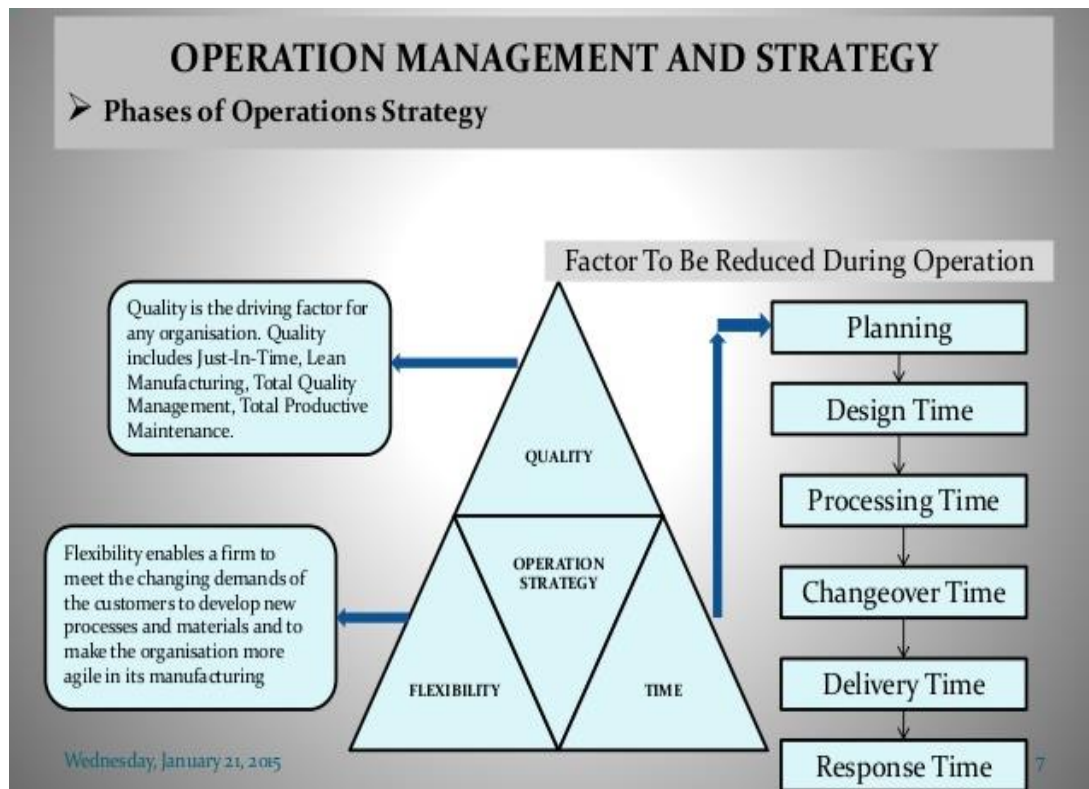 OPERATION MANAGEMENT AND STRATEGY
➢ Phases of Operations Strategy
Factor To Be Reduced During Operation
Quality is the driving factor for
any organisation. Quality
includes Just-In-Time, Lean
Manufacturing, Total Quality
Management, Total Productive
Maintenance.
QUALITY
Flexibility enables a firm to
meet the changing demands of
the customers to develop new
processes and materials and to
make the organisation more
agile in its manufacturing
OPERATION
STRATEGY
FLEXIBILITY
TIME
Planning
Design Time
Processing Time
Changeover Time
Delivery Time
Response Time
Wednesday, January 21, 2015
7